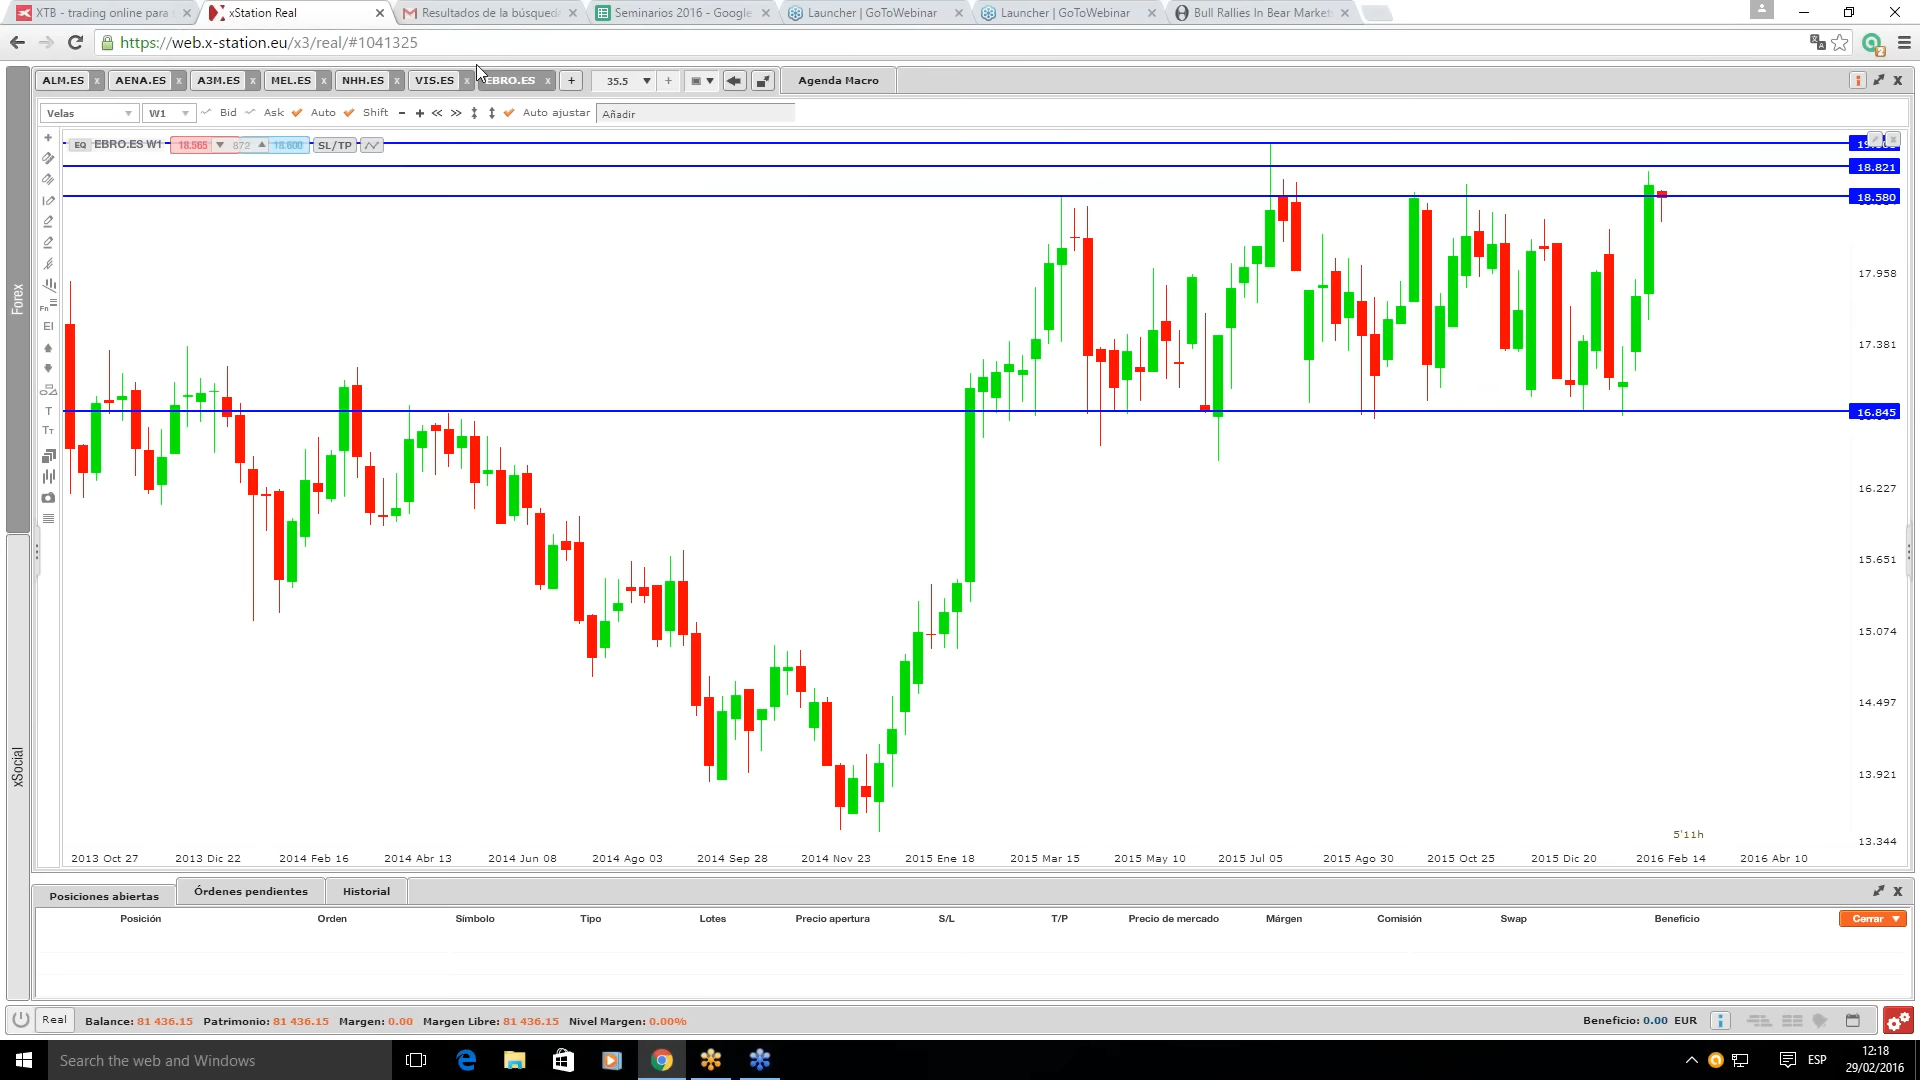 XTB - trading online para
xStation Real
Resultados de la búsqueda
Seminarios 2016 - Google
Launcher | GoToWebinar
Launcher | GoToWebinar
Bull Rallies In Bear Market
https://web.x-station.eu/x3/real/#1041325
ALM.ES x AENA.ES x A3M.ES x MEL.ES x NHH.ES x VIS.ES x EBRO.ES x + 35.5 + Agenda Macro
Velas W1 Bid Ask Auto Shift Auto ajustar Añadir
EQ EBRO.ES W1 18.565 872 18.600 SL/TP
18.821
18.580
17.958
17.381
16.845
16.227
15.651
15.074
14.497
13.921
13.344
Forex
xSocial
Fn
EI
T
TT
5'11h
2013 Oct 27 2013 Dic 22 2014 Feb 16 2014 Abr 13 2014 Jun 08 2014 Ago 03 2014 Sep 28 2014 Nov 23 2015 Ene 18 2015 Mar 15 2015 May 10 2015 Jul 05 2015 Ago 30 2015 Oct 25 2015 Dic 20 2016 Feb 14 2016 Abr 10
Posiciones abiertas Órdenes pendientes Historial
Posición Orden Símbolo Tipo Lotes Precio apertura S/L T/P Precio de mercado Márgen Comisión Swap Beneficio Cerrar
Real Balance: 81 436.15 Patrimonio: 81 436.15 Margen: 0.00 Margen Libre: 81 436.15 Nivel Margen: 0.00% Beneficio: 0.00 EUR
Search the web and Windows
ESP
12:18
29/02/2016